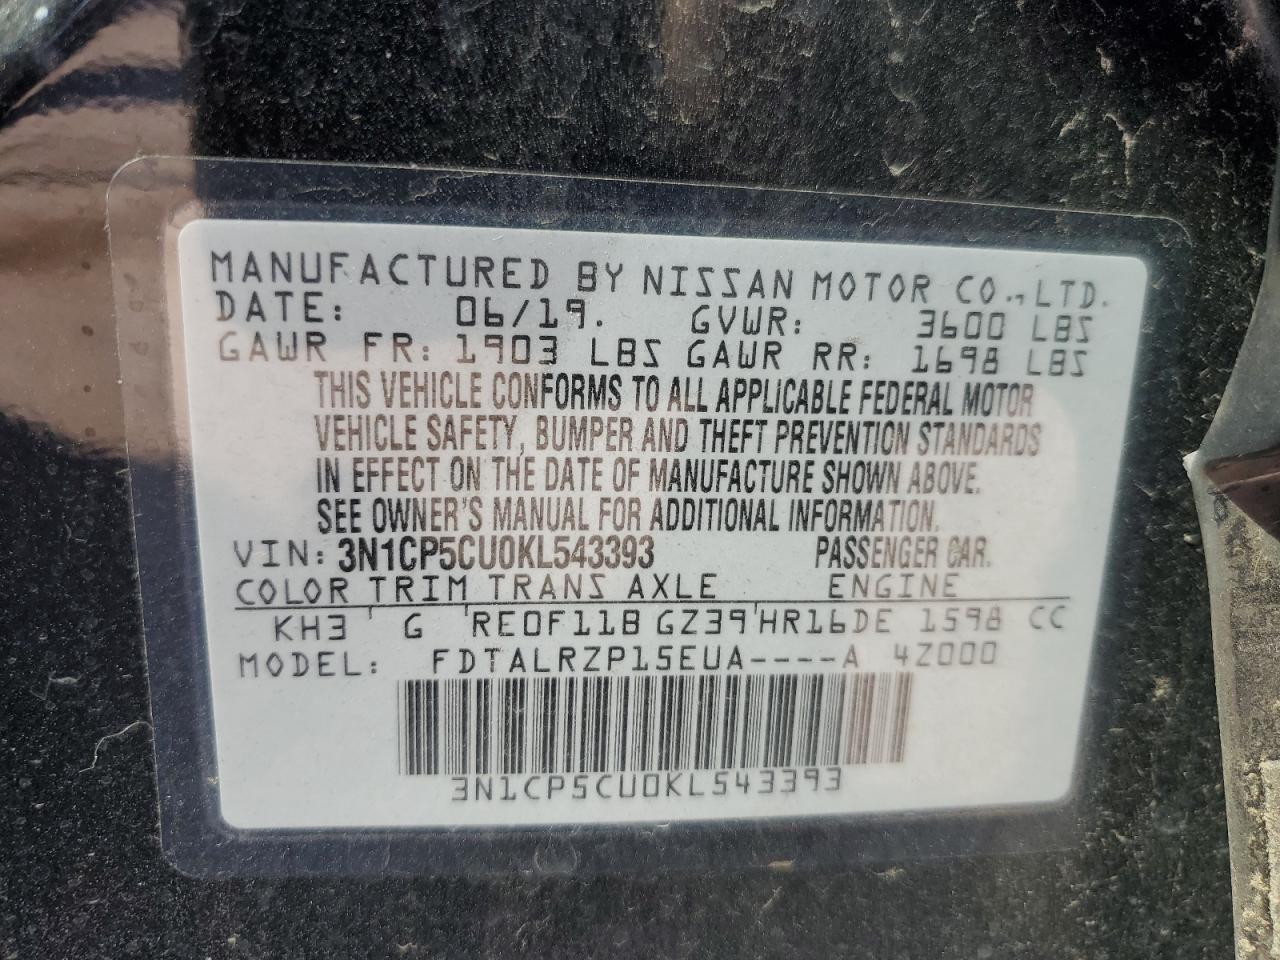 MANUFACTURED BY NISSAN MOTOR CO., LTD.
DATE: 06/19. GVWR: 3600 LBS
GAWR FR: 1903 LBS GAWR RR: 1698 LBS
THIS VEHICLE CONFORMS TO ALL APPLICABLE FEDERAL MOTOR
VEHICLE SAFETY, BUMPER AND THEFT PREVENTION STANDARDS
IN EFFECT ON THE DATE OF MANUFACTURE SHOWN ABOVE.
SEE OWNER'S MANUAL FOR ADDITIONAL INFORMATION.
VIN: 3N1CP5CU0KL543393 PASSENGER CAR.
COLOR TRIM TRANS AXLE ENGINE
KH3 ' G 'RE0F11B GZ39'HR16DE 1598 CC
MODEL: FDTALRZP15EUA----A 4Z000
3N1CP5CU0KL543393